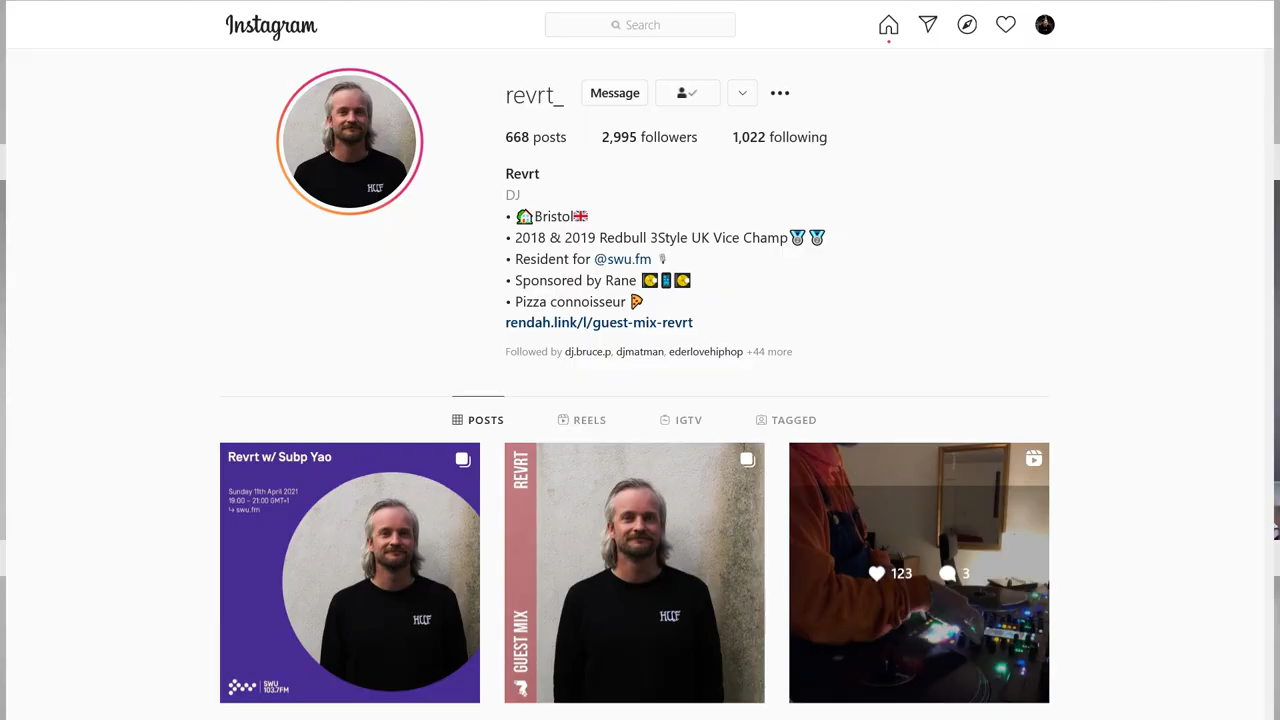 Instagram
Search
revrt_
Message
668 posts 2,995 followers 1,022 following
Revrt
DJ
• Bristol
• 2018 & 2019 Redbull 3Style UK Vice Champ
• Resident for @swu.fm
• Sponsored by Rane
• Pizza connoisseur
rendah.link/l/guest-mix-revrt
Followed by dj.bruce.p, djmatman, ederlovehiphop +44 more
POSTS REELS IGTV TAGGED
Revrt w/ Subp Yao
Sunday 11th April 2021
19:00 – 21:00 GMT+1
↳ swu.fm
SWU
103.7FM
REVRT
GUEST MIX
123 3